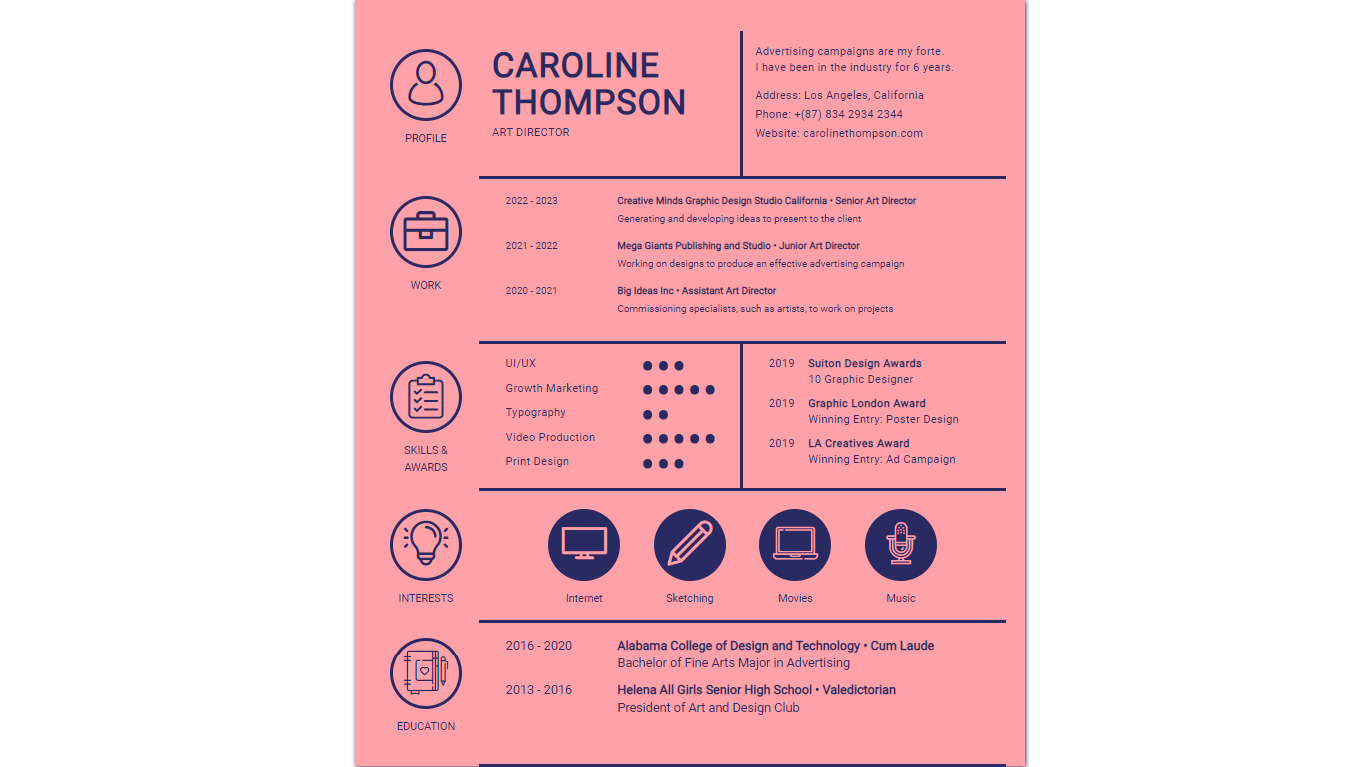 PROFILE
CAROLINE
THOMPSON
ART DIRECTOR
Advertising campaigns are my forte.
I have been in the industry for 6 years.
Address: Los Angeles, California
Phone: +(87) 834 2934 2344
Website: carolinethompson.com
WORK
2022 - 2023 Creative Minds Graphic Design Studio California • Senior Art Director
Generating and developing ideas to present to the client
2021 - 2022 Mega Giants Publishing and Studio • Junior Art Director
Working on designs to produce an effective advertising campaign
2020 - 2021 Big Ideas Inc • Assistant Art Director
Commissioning specialists, such as artists, to work on projects
SKILLS &
AWARDS
UI/UX
Growth Marketing
Typography
Video Production
Print Design
2019 Suiton Design Awards
10 Graphic Designer
2019 Graphic London Award
Winning Entry: Poster Design
2019 LA Creatives Award
Winning Entry: Ad Campaign
INTERESTS
Internet Sketching Movies Music
EDUCATION
2016 - 2020 Alabama College of Design and Technology • Cum Laude
Bachelor of Fine Arts Major in Advertising
2013 - 2016 Helena All Girls Senior High School • Valedictorian
President of Art and Design Club